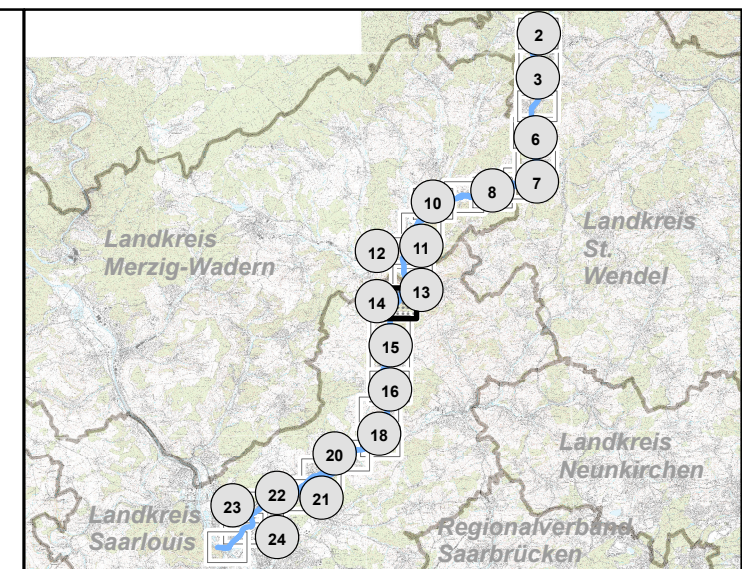 2
3
6
7
8
10
Landkreis
St.
Wendel
Landkreis
Merzig-Wadern
12
11
13
14
15
16
18
20
Landkreis
Neunkirchen
22
21
23
Landkreis
Saarlouis
24
Regionalverband
Saarbrücken